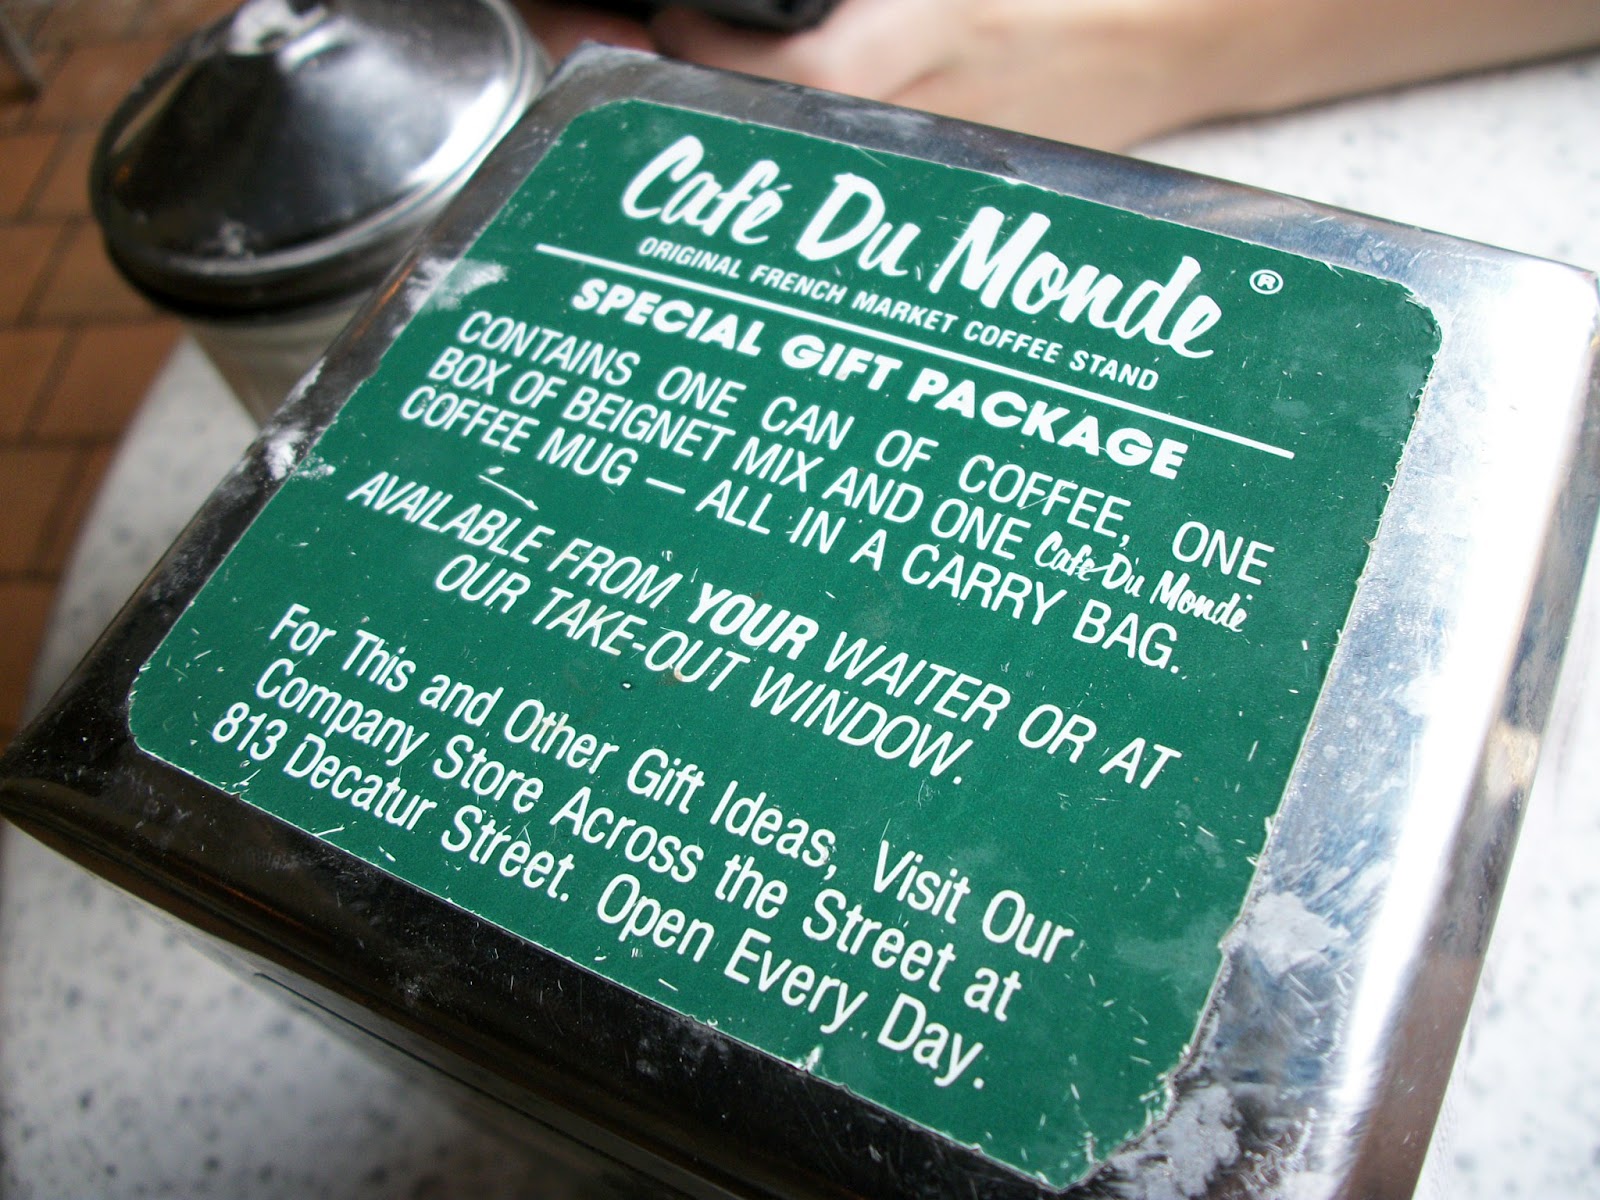 Café Du Monde ®
ORIGINAL FRENCH MARKET COFFEE STAND
SPECIAL GIFT PACKAGE
CONTAINS ONE CAN OF COFFEE, ONE
BOX OF BEIGNET MIX AND ONE Café Du Monde
COFFEE MUG — ALL IN A CARRY BAG.
AVAILABLE FROM YOUR WAITER OR AT
OUR TAKE-OUT WINDOW.
For This and Other Gift Ideas, Visit Our
Company Store Across the Street at
813 Decatur Street. Open Every Day.